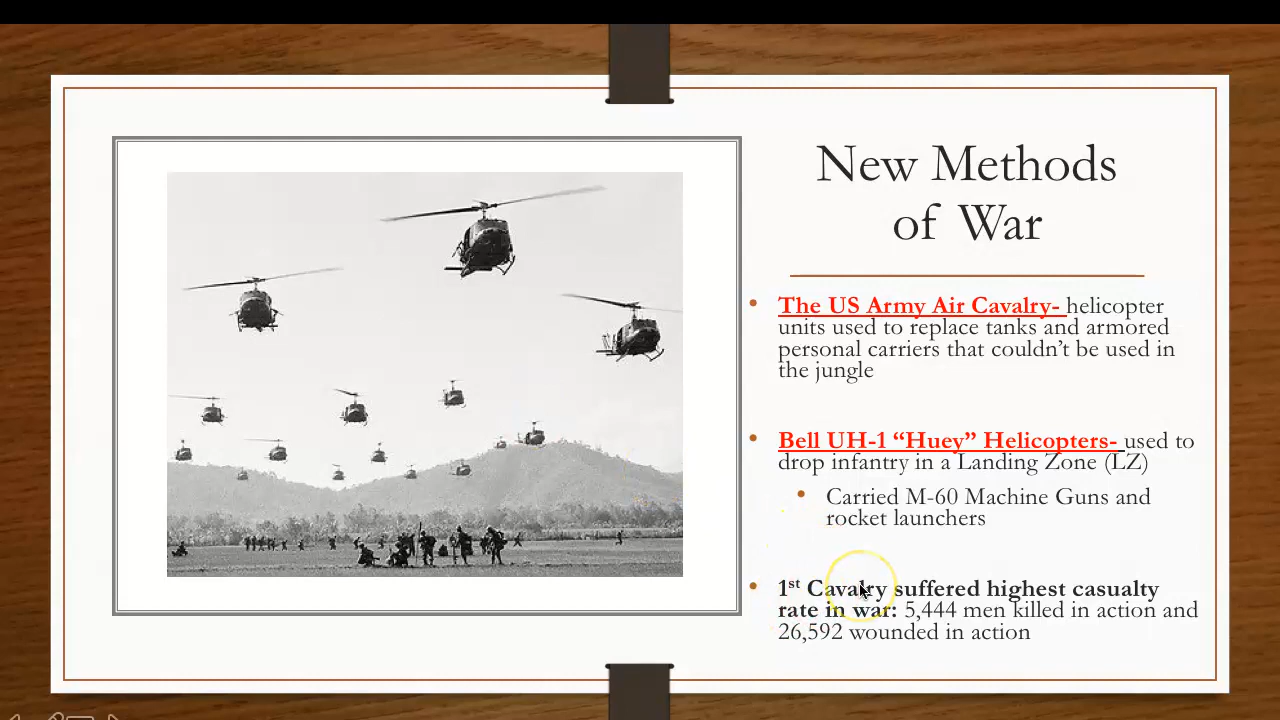 New Methods
of War
• The US Army Air Cavalry- helicopter
units used to replace tanks and armored
personal carriers that couldn’t be used in
the jungle
• Bell UH-1 “Huey” Helicopters- used to
drop infantry in a Landing Zone (LZ)
• Carried M-60 Machine Guns and
rocket launchers
• 1st Cavalry suffered highest casualty
rate in war: 5,444 men killed in action and
26,592 wounded in action